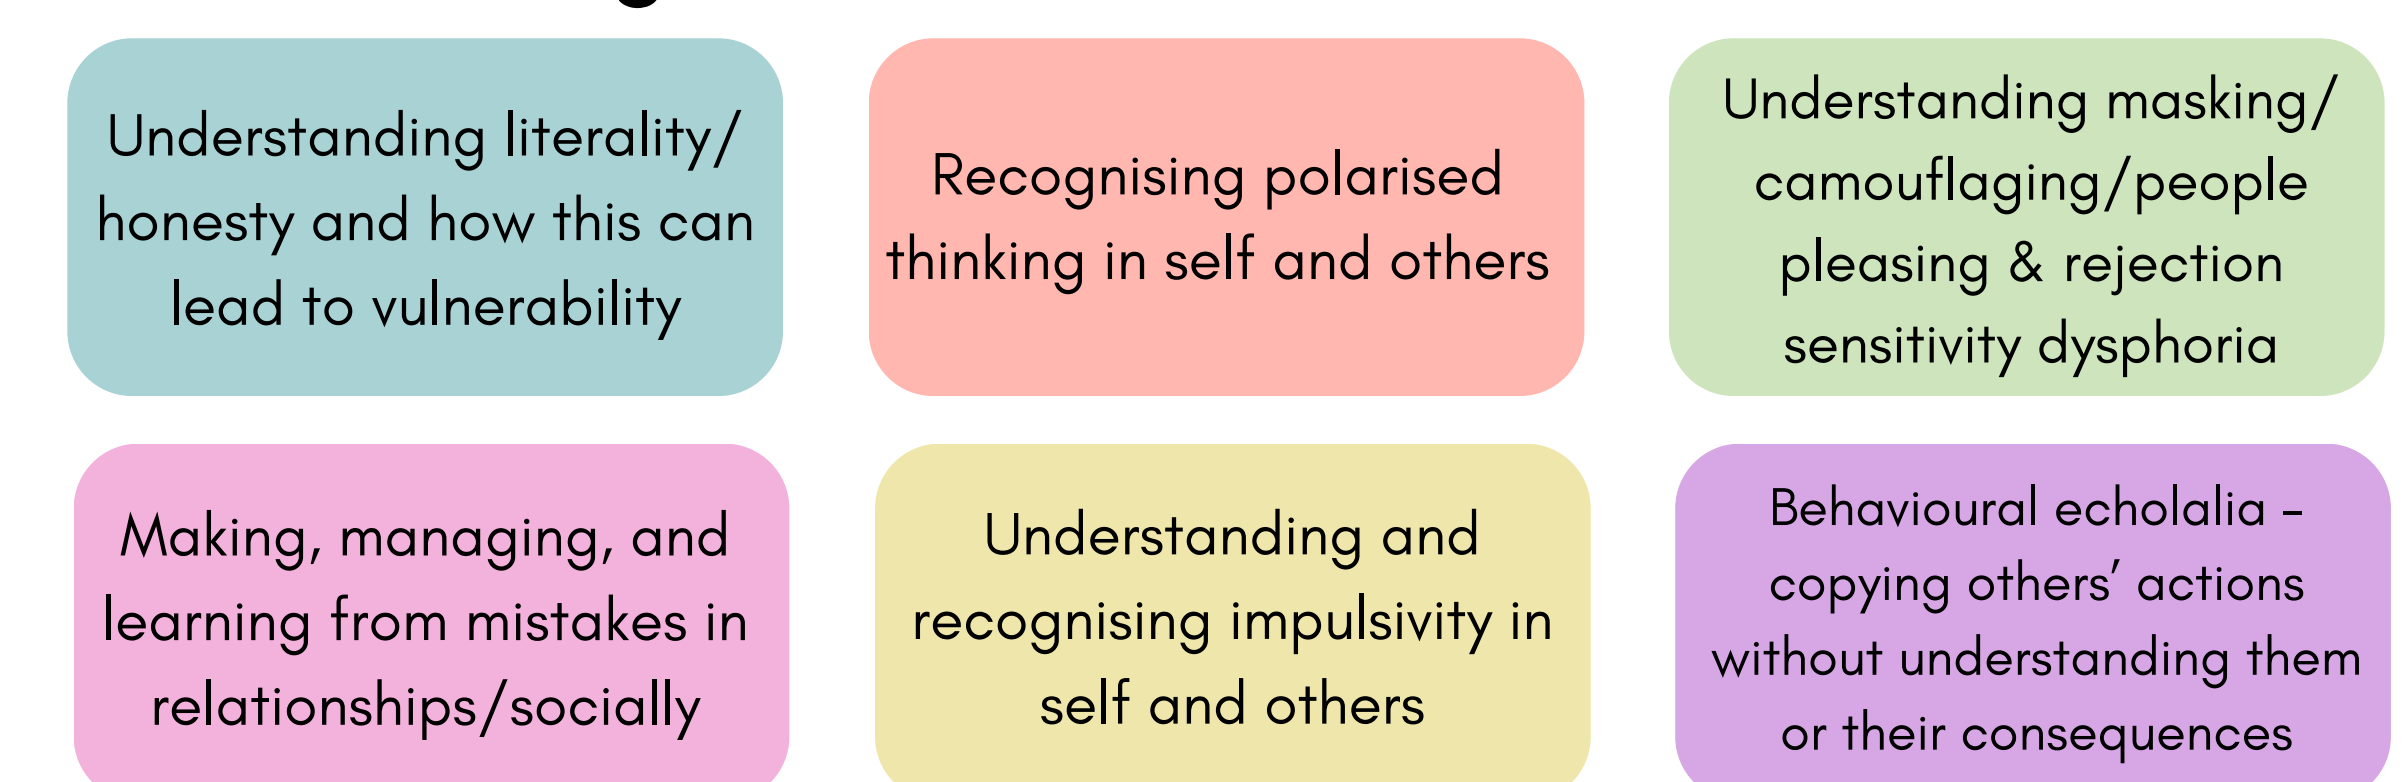 Understanding literality/
honesty and how this can
lead to vulnerability
Recognising polarised
thinking in self and others
Understanding masking/
camouflaging/people
pleasing & rejection
sensitivity dysphoria
Making, managing, and
learning from mistakes in
relationships/socially
Understanding and
recognising impulsivity in
self and others
Behavioural echolalia –
copying others’ actions
without understanding them
or their consequences